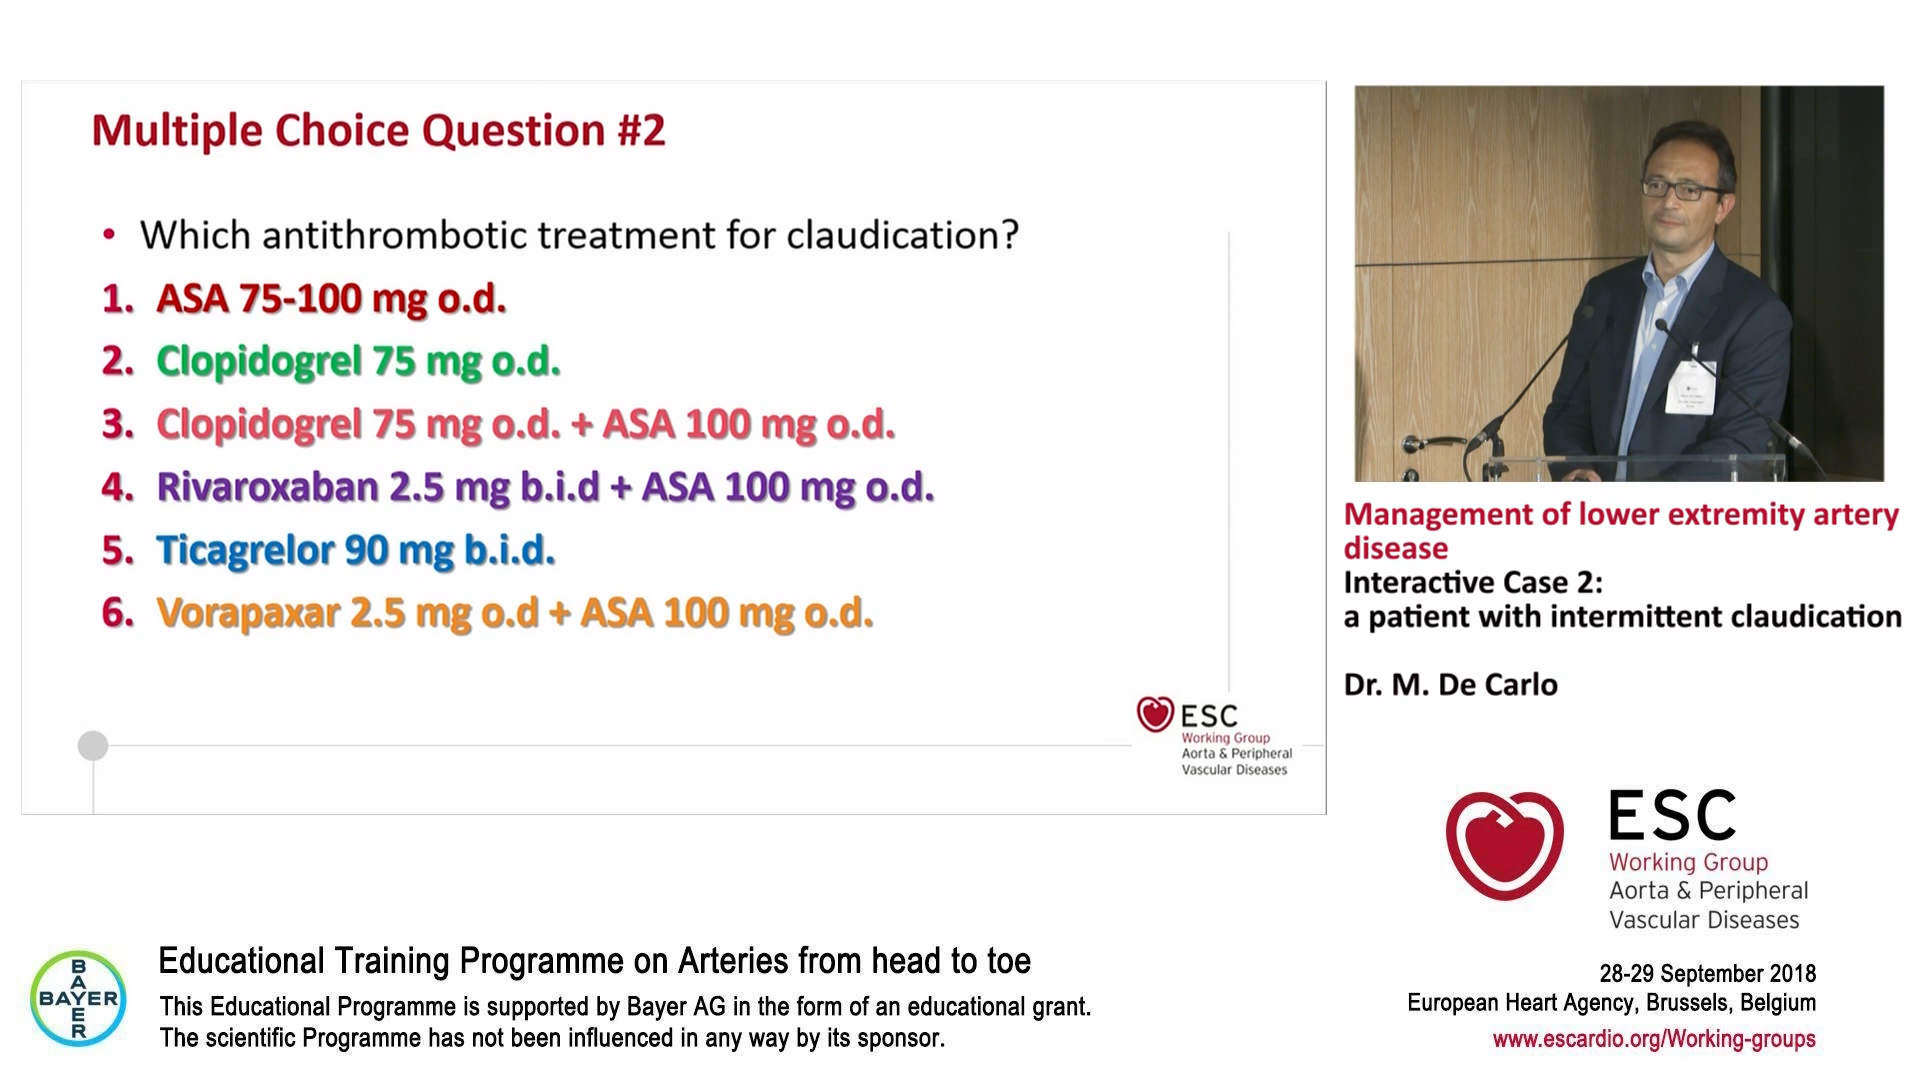 Multiple Choice Question #2
• Which antithrombotic treatment for claudication?
1. ASA 75-100 mg o.d.
2. Clopidogrel 75 mg o.d.
3. Clopidogrel 75 mg o.d. + ASA 100 mg o.d.
4. Rivaroxaban 2.5 mg b.i.d + ASA 100 mg o.d.
5. Ticagrelor 90 mg b.i.d.
6. Vorapaxar 2.5 mg o.d + ASA 100 mg o.d.
ESC
Working Group
Aorta & Peripheral
Vascular Diseases
Management of lower extremity artery
disease
Interactive Case 2:
a patient with intermittent claudication
Dr. M. De Carlo
ESC
Working Group
Aorta & Peripheral
Vascular Diseases
BAYER
BAYER
Educational Training Programme on Arteries from head to toe
This Educational Programme is supported by Bayer AG in the form of an educational grant.
The scientific Programme has not been influenced in any way by its sponsor.
28-29 September 2018
European Heart Agency, Brussels, Belgium
www.escardio.org/Working-groups